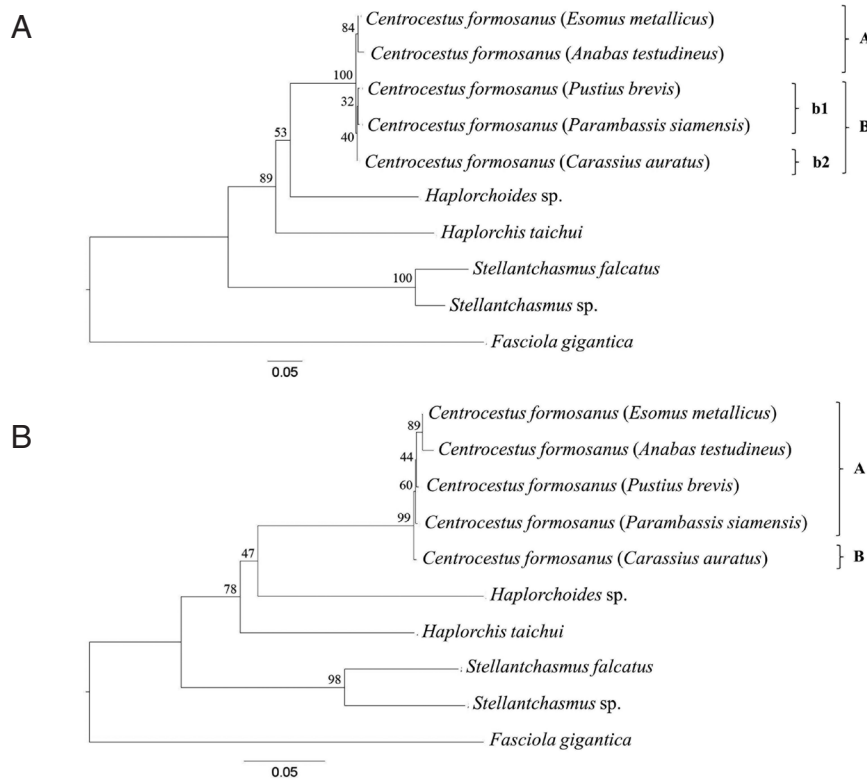 A
Centrocestus formosanus (Esomus metallicus)
84
A
Centrocestus formosanus (Anabas testudineus)
100
Centrocestus formosanus (Pustius brevis)
32
b1
B
Centrocestus formosanus (Parambassis siamensis)
53
40
Centrocestus formosanus (Carassius auratus)
b2
89
Haplorchoides sp.
Haplorchis taichui
Stellantchasmus falcatus
100
Stellantchasmus sp.
Fasciola gigantica
0.05
B
Centrocestus formosanus (Esomus metallicus)
89
Centrocestus formosanus (Anabas testudineus)
44
A
Centrocestus formosanus (Pustius brevis)
60
Centrocestus formosanus (Parambassis siamensis)
99
Centrocestus formosanus (Carassius auratus)
B
47
Haplorchoides sp.
78
Haplorchis taichui
Stellantchasmus falcatus
98
Stellantchasmus sp.
Fasciola gigantica
0.05